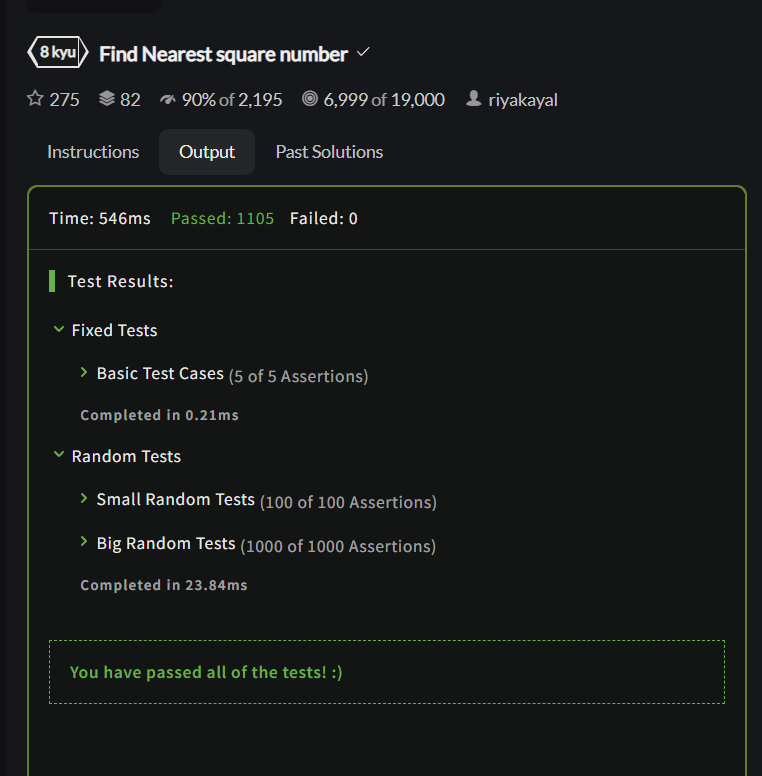 8 kyu Find Nearest square number
275 82 90% of 2,195 6,999 of 19,000 riyakayal
Instructions Output Past Solutions
Time: 546ms Passed: 1105 Failed: 0
Test Results:
Fixed Tests
Basic Test Cases (5 of 5 Assertions)
Completed in 0.21ms
Random Tests
Small Random Tests (100 of 100 Assertions)
Big Random Tests (1000 of 1000 Assertions)
Completed in 23.84ms
You have passed all of the tests! :)